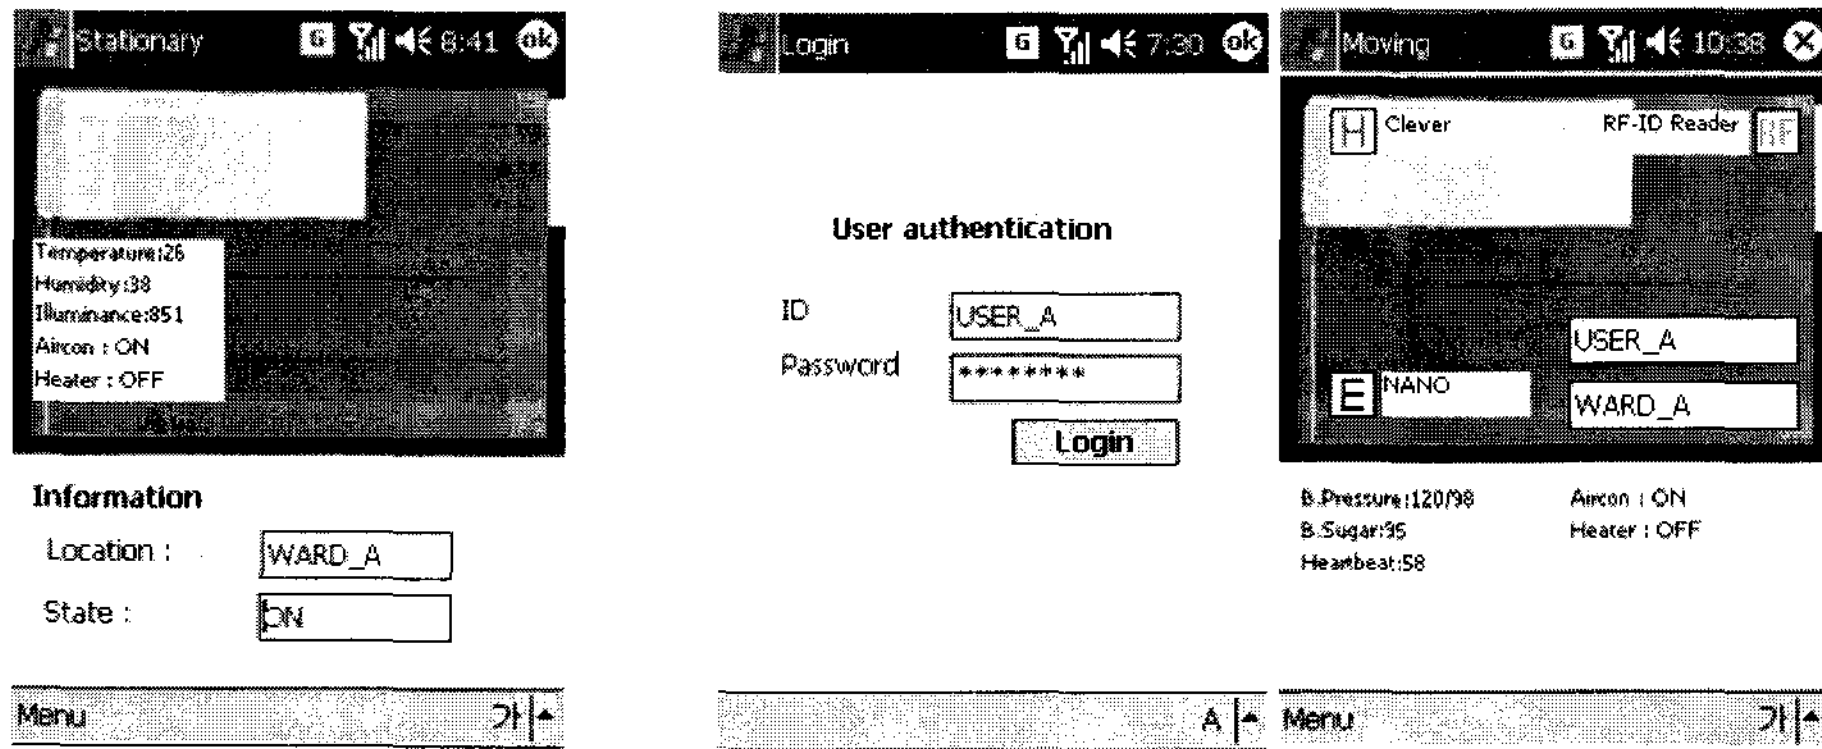 Stationary G 8:41 ok
Temperature:26
Humidity:38
Illuminance:851
Aircon : ON
Heater : OFF
Information
Location : WARD_A
State : ON
Menu 가
Login G 7:30 ok
User authentication
ID USER_A
Password ********
Login
A
Moving G 10:38
H Clever RF-ID Reader RF
USER_A
E NANO
WARD_A
B.Pressure:120/98 Aircon : ON
B.Sugar:95 Heater : OFF
Heartbeat:58
Menu 가